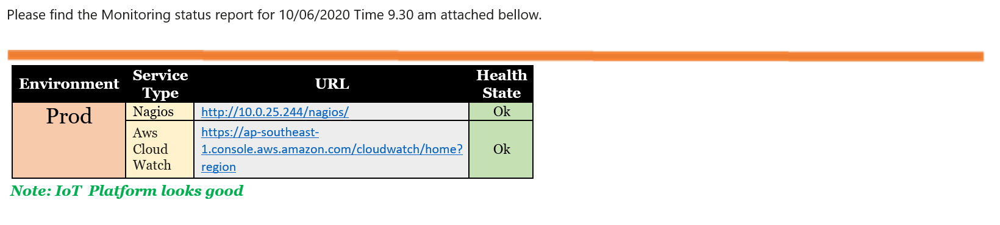 Please find the Monitoring status report for 10/06/2020 Time 9.30 am attached bellow.
Environment
Service
Type
URL
Health
State
Prod
Nagios
http://10.0.25.244/nagios/
Ok
Aws
Cloud
Watch
https://ap-southeast-
1.console.aws.amazon.com/cloudwatch/home?
region
Ok
Note: IoT  Platform looks good